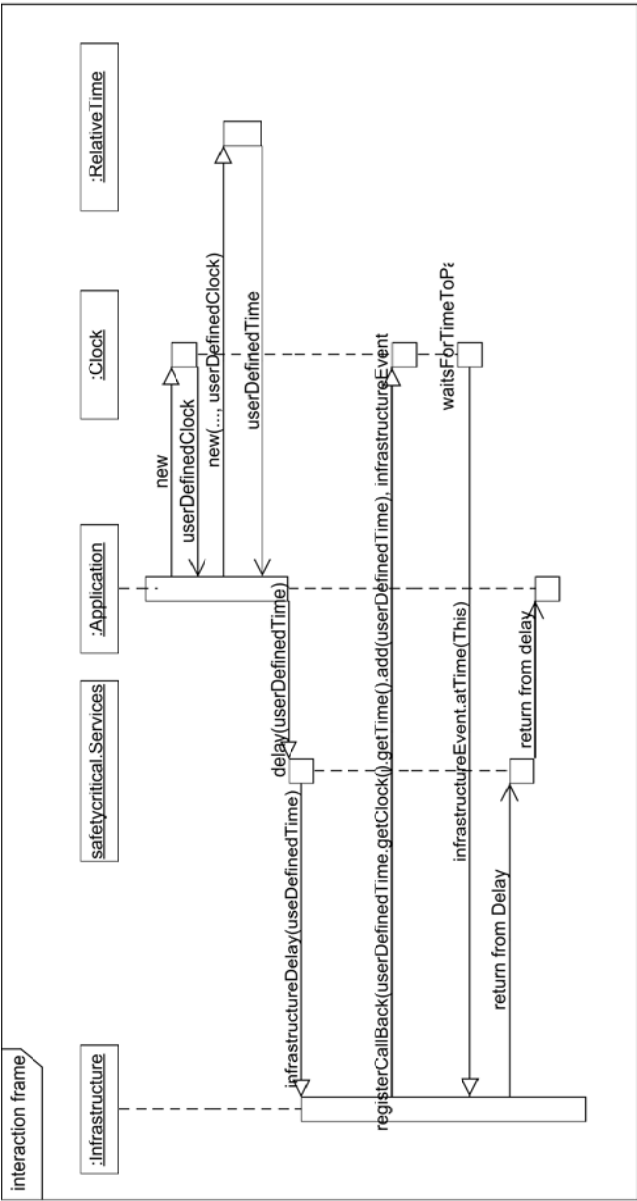 interaction frame
:Infrastructure
safetycritical.Services
:Application
:Clock
:RelativeTime
new
userDefinedClock
new(..., userDefinedClock)
userDefinedTime
delay(userDefinedTime)
infrastructureDelay(useDefinedTime)
registerCallBack(userDefinedTime.getClock().getTime().add(userDefinedTime), infrastructureEvent
waitsForTimeToPa
infrastructureEvent.atTime(This)
return from Delay
return from delay